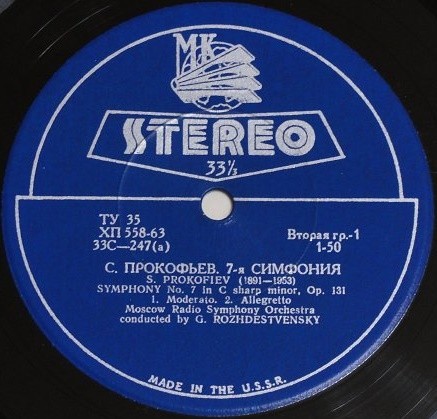 МК
STEREO
33⅓
ТУ 35
ХП 558-63
33С—247(а)
Вторая гр.-1
1-50
С. ПРОКОФЬЕВ. 7-я СИМФОНИЯ
S. PROKOFIEV (1891—1953)
SYMPHONY No. 7 in C sharp minor, Op. 131
1. Moderato. 2. Allegretto
Moscow Radio Symphony Orchestra
conducted by G. ROZHDESTVENSKY
MADE IN THE U.S.S.R.